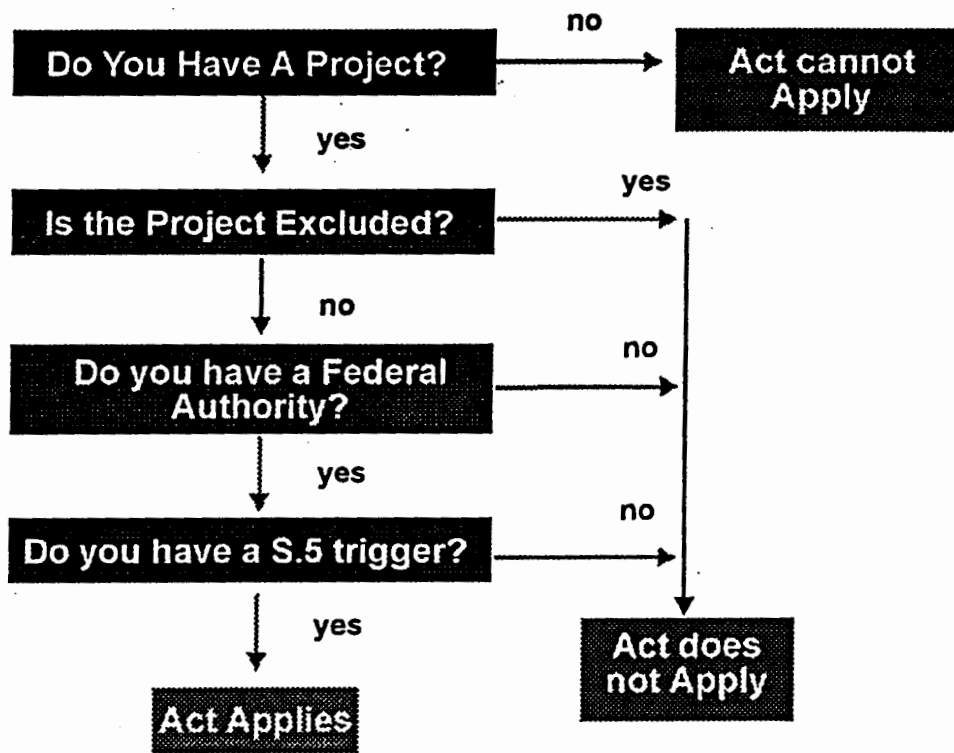 no
Do You Have A Project?
Act cannot
Apply
yes
yes
Is the Project Excluded?
no
no
Do you have a Federal
Authority?
yes
no
Do you have a S.5 trigger?
yes
Act does
not Apply
Act Applies